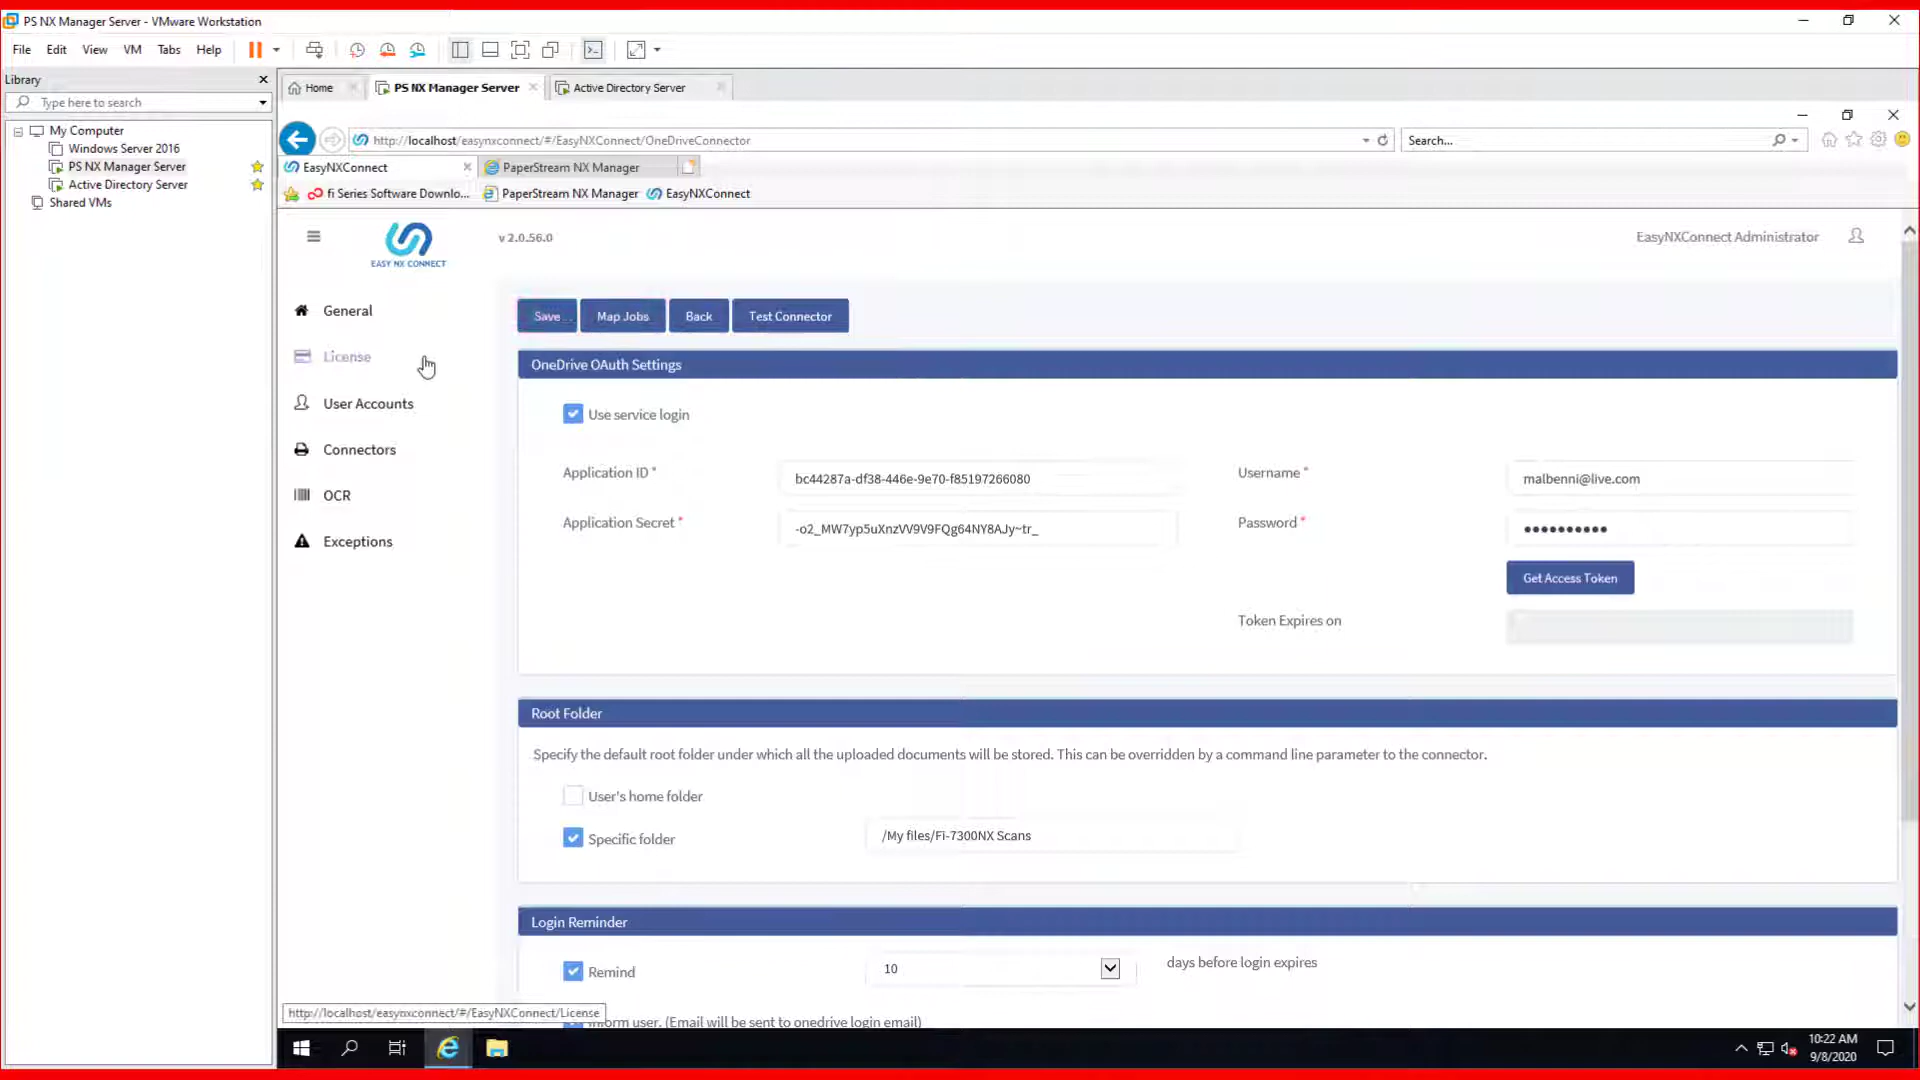 PS NX Manager Server - VMware Workstation
File Edit View VM Tabs Help
Library
Type here to search
My Computer
Windows Server 2016
PS NX Manager Server
Active Directory Server
Shared VMs
Home PS NX Manager Server Active Directory Server
http://localhost/easynxconnect/#/EasyNXConnect/OneDriveConnector Search...
EasyNXConnect PaperStream NX Manager
fi Series Software Downlo... PaperStream NX Manager EasyNXConnect
EASY NX CONNECT
v 2.0.56.0
EasyNXConnect Administrator
General
License
User Accounts
Connectors
OCR
Exceptions
Save Map Jobs Back Test Connector
OneDrive OAuth Settings
Use service login
Application ID * bc44287a-df38-446e-9e70-f85197266080 Username * malbenni@live.com
Application Secret * -o2_MW7yp5uXnzVV9V9FQg64NY8AJy~tr_ Password * ••••••••••
Get Access Token
Token Expires on
Root Folder
Specify the default root folder under which all the uploaded documents will be stored. This can be overridden by a command line parameter to the connector.
User's home folder
Specific folder /My files/Fi-7300NX Scans
Login Reminder
Remind 10 days before login expires
http://localhost/easynxconnect/#/EasyNXConnect/License
Inform user. (Email will be sent to onedrive login email)
10:22 AM
9/8/2020